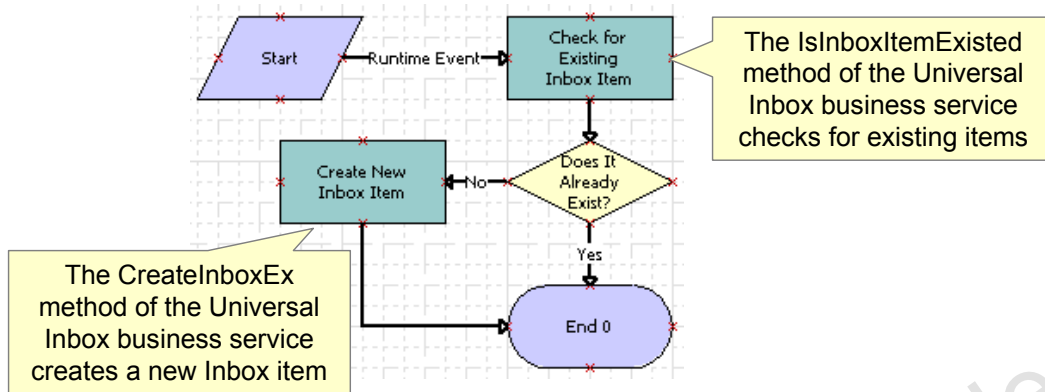 Start
Runtime Event
Check for
Existing
Inbox Item
The IsInboxItemExisted
method of the Universal
Inbox business service
checks for existing items
Does It
Already
Exist?
No
Create New
Inbox Item
Yes
The CreateInboxEx
method of the Universal
Inbox business service
creates a new Inbox item
End 0